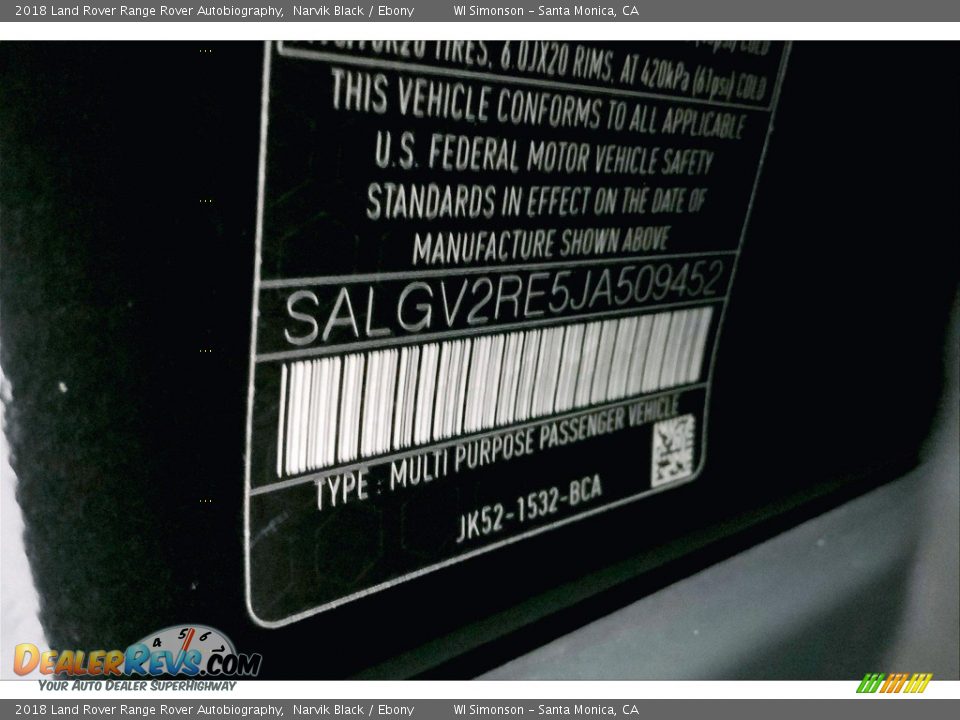 2018 Land Rover Range Rover Autobiography, Narvik Black / Ebony WI Simonson - Santa Monica, CA
TIRES, 6.0JX20 RIMS, AT 420kPa (61psi) COLD
THIS VEHICLE CONFORMS TO ALL APPLICABLE
U.S. FEDERAL MOTOR VEHICLE SAFETY
STANDARDS IN EFFECT ON THE DATE OF
MANUFACTURE SHOWN ABOVE
SALGV2RE5JA509452
TYPE : MULTI PURPOSE PASSENGER VEHICLE
JK52-1532-BCA
4 5 6
DEALERREVS.COM
YOUR AUTO DEALER SUPERHIGHWAY
2018 Land Rover Range Rover Autobiography, Narvik Black / Ebony WI Simonson - Santa Monica, CA